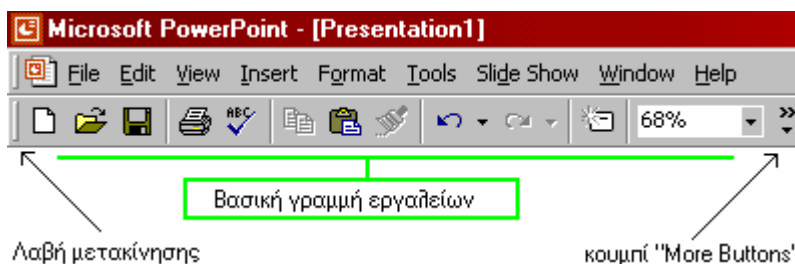 Microsoft PowerPoint - [Presentation1]
File Edit View Insert Format Tools Slide Show Window Help
ABC 68%
Βασική γραμμή εργαλείων
Λαβή μετακίνησης κουμπί "More Buttons"